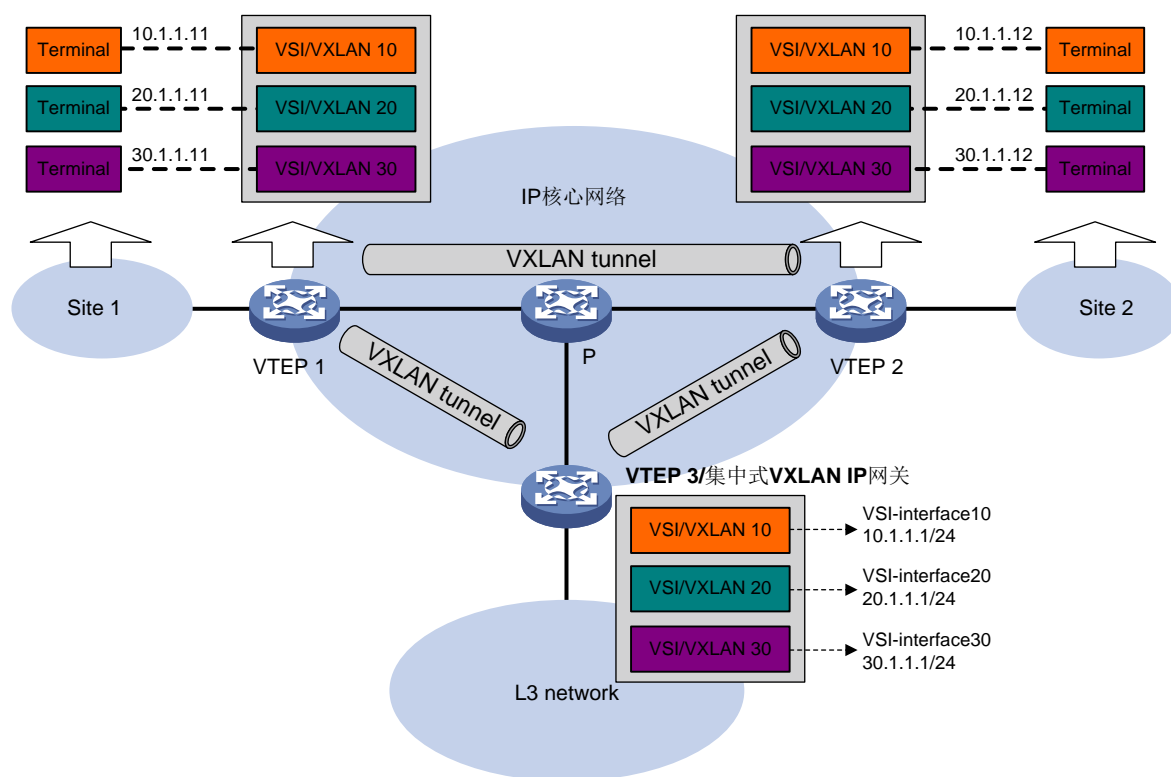 10.1.1.11
Terminal
VSI/VXLAN 10
20.1.1.11
Terminal
VSI/VXLAN 20
30.1.1.11
Terminal
VSI/VXLAN 30
VSI/VXLAN 10
10.1.1.12
Terminal
VSI/VXLAN 20
20.1.1.12
Terminal
VSI/VXLAN 30
30.1.1.12
Terminal
IP核心网络
VXLAN tunnel
Site 1
VTEP 1
P
VTEP 2
Site 2
VXLAN tunnel
VXLAN tunnel
VTEP 3/集中式VXLAN IP网关
VSI/VXLAN 10
VSI-interface10
10.1.1.1/24
VSI/VXLAN 20
VSI-interface20
20.1.1.1/24
VSI/VXLAN 30
VSI-interface30
30.1.1.1/24
L3 network